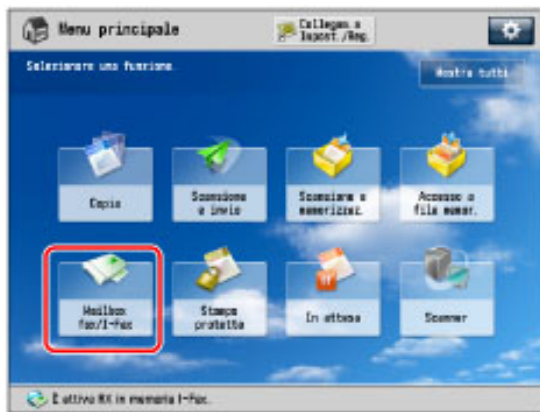 Menu principale
Collegam. a
Impost./Reg.
Selezionare una funzione.
Mostra tutti
Copia
Scansione
e invio
Scansione e
memorizzaz.
Accesso a
file memor.
Mailbox
fax/I-Fax
Stampa
protetta
In attesa
Scanner
È attivo RX in memoria I-Fax.